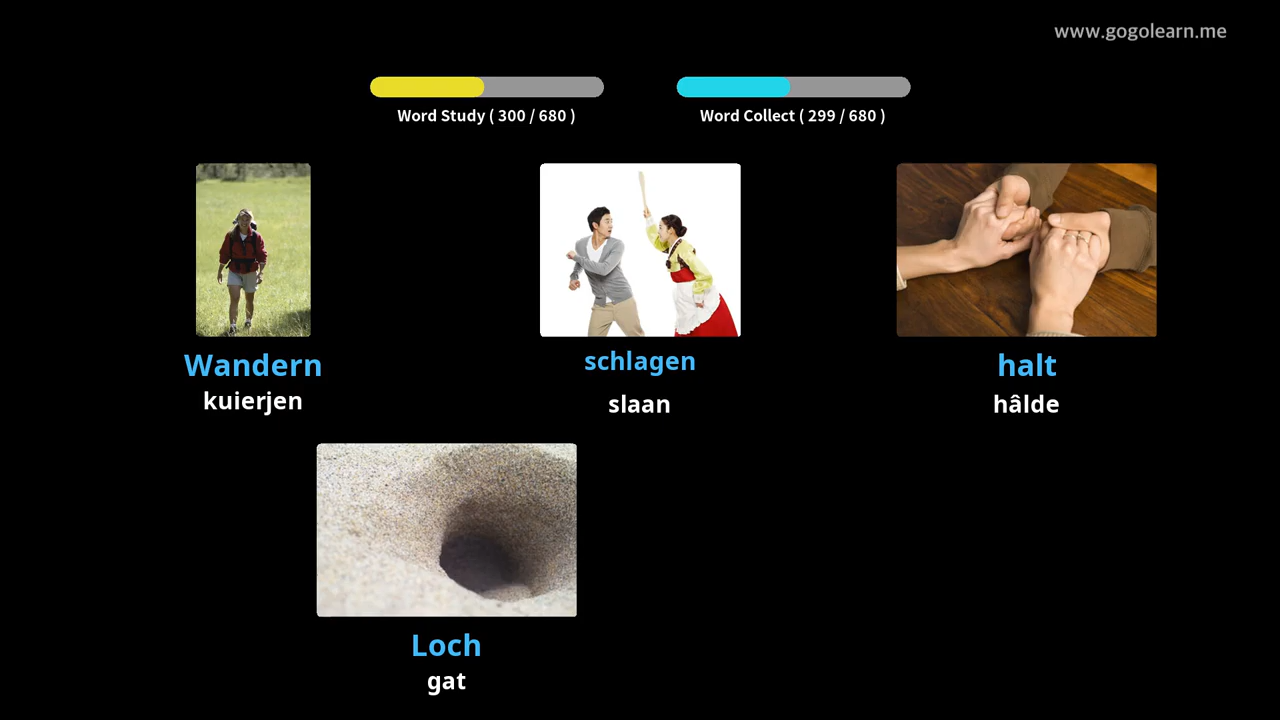 www.gogolearn.me
Word Study ( 300 / 680 )
Word Collect ( 299 / 680 )
Wandern
kuierjen
schlagen
slaan
halt
hâlde
Loch
gat